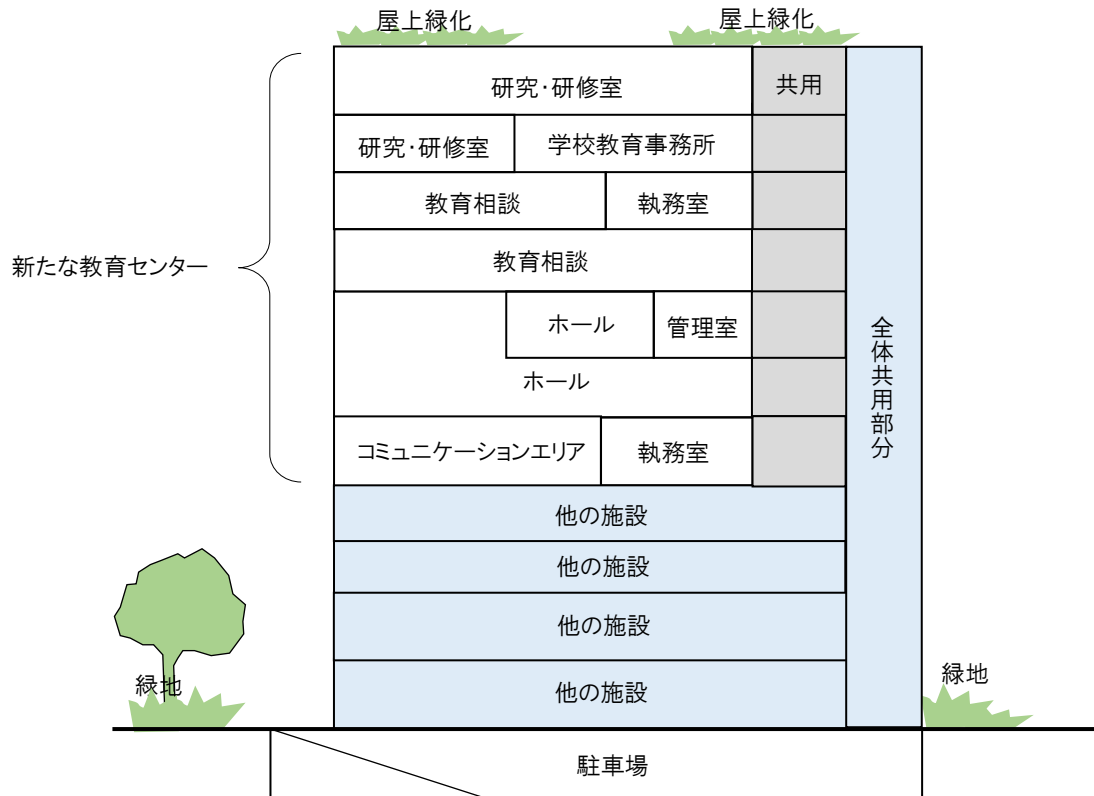 屋上緑化
屋上緑化
研究・研修室
共用
研究・研修室
学校教育事務所
教育相談
執務室
新たな教育センター
教育相談
ホール
管理室
全体共用部分
ホール
コミュニケーションエリア
執務室
他の施設
他の施設
他の施設
他の施設
緑地
緑地
駐車場